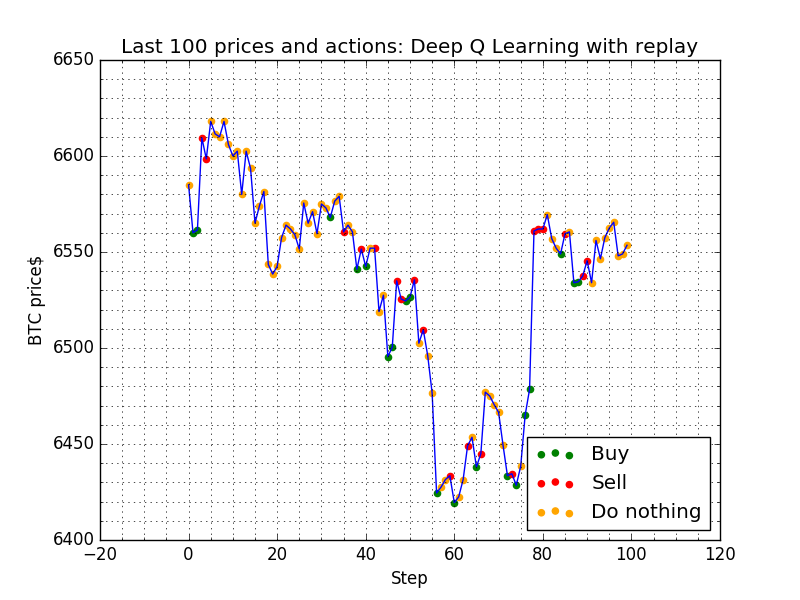 Last 100 prices and actions: Deep Q Learning with replay
6650
6600
6550
6500
6450
6400
BTC price$
Buy
Sell
Do nothing
−20 0 20 40 60 80 100 120
Step